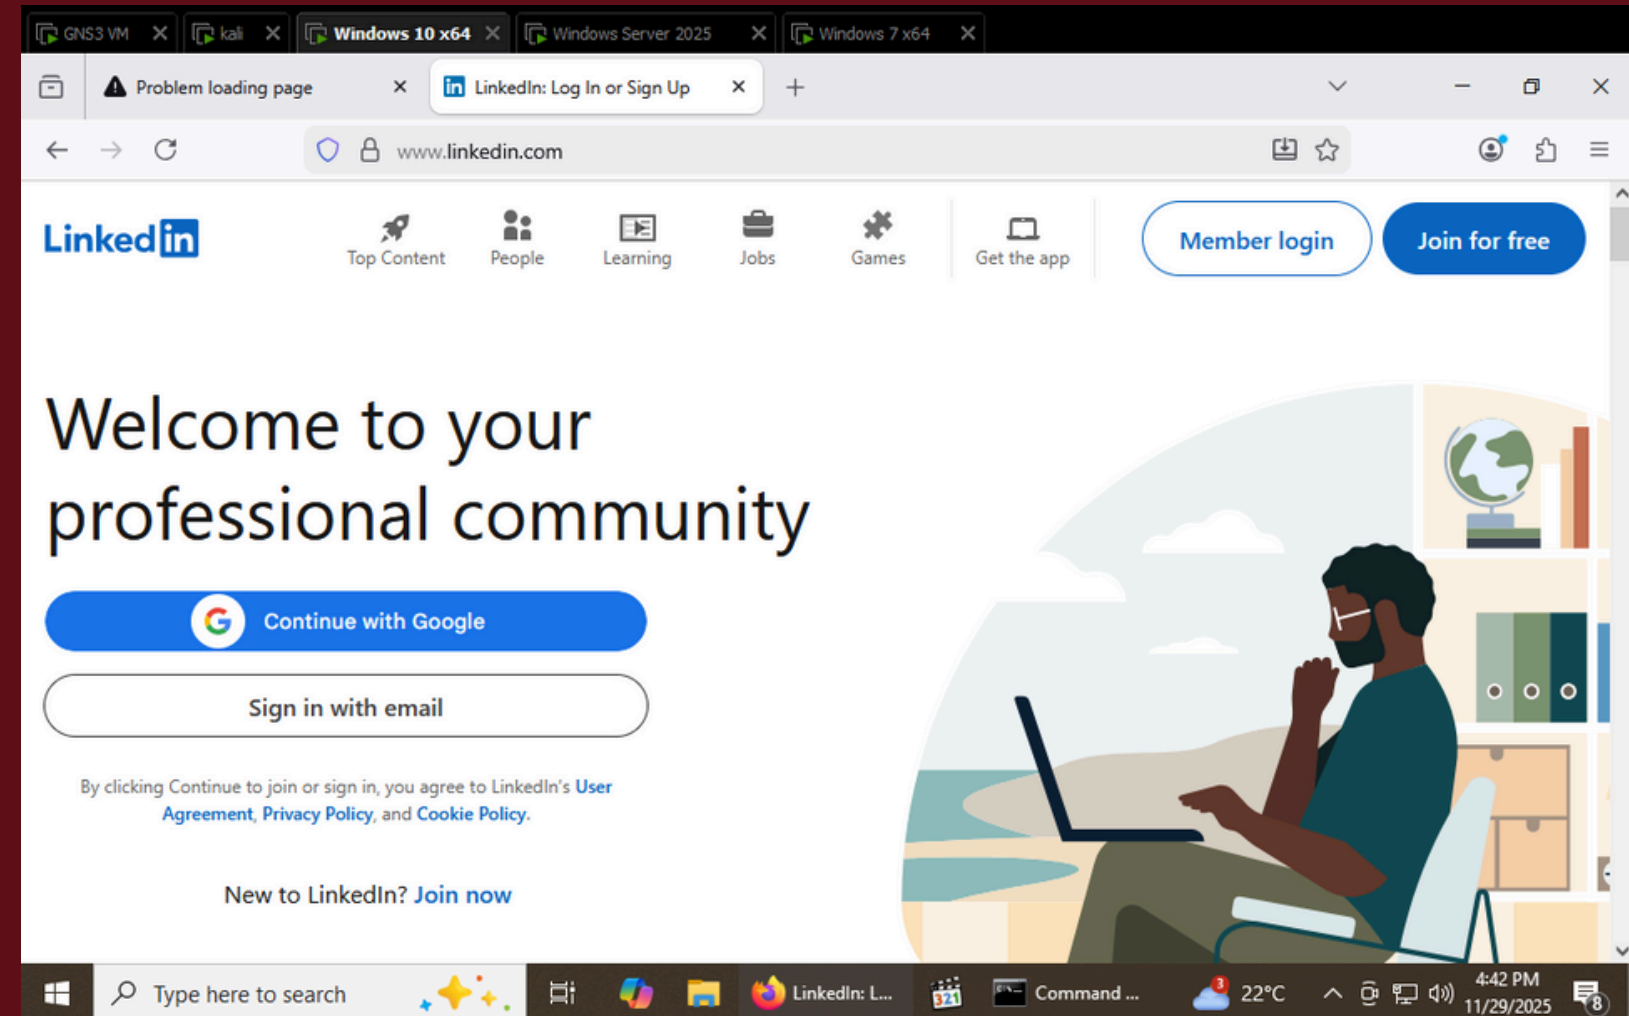 GNS3 VM
kali
Windows 10 x64
Windows Server 2025
Windows 7 x64
Problem loading page
in LinkedIn: Log In or Sign Up
www.linkedin.com
Linkedin
Top Content
People
Learning
Jobs
Games
Get the app
Member login
Join for free
Welcome to your
professional community
G Continue with Google
Sign in with email
By clicking Continue to join or sign in, you agree to LinkedIn's User
Agreement, Privacy Policy, and Cookie Policy.
New to LinkedIn? Join now
Type here to search
LinkedIn: L...
321
Command ...
3
22°C
4:42 PM
11/29/2025
8